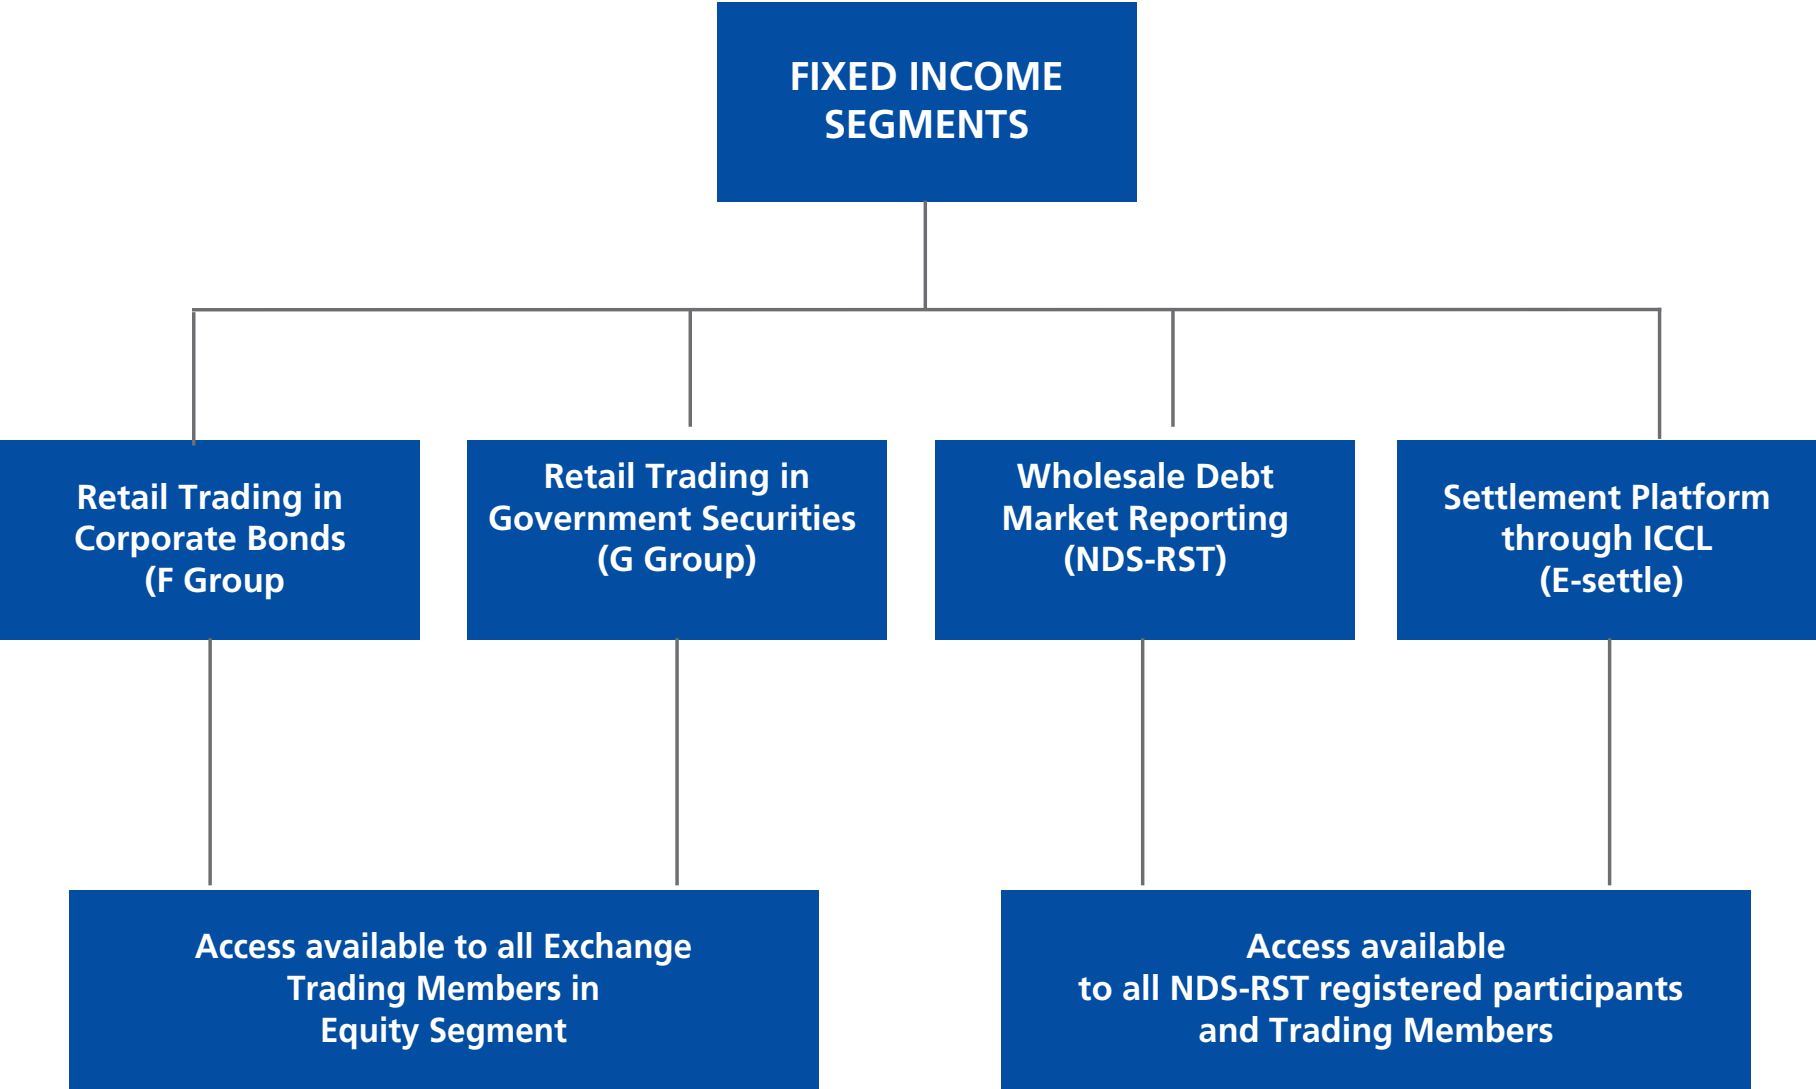 FIXED INCOME
SEGMENTS
Retail Trading in
Corporate Bonds
(F Group
Retail Trading in
Government Securities
(G Group)
Wholesale Debt
Market Reporting
(NDS-RST)
Settlement Platform
through ICCL
(E-settle)
Access available to all Exchange
Trading Members in
Equity Segment
Access available
to all NDS-RST registered participants
and Trading Members